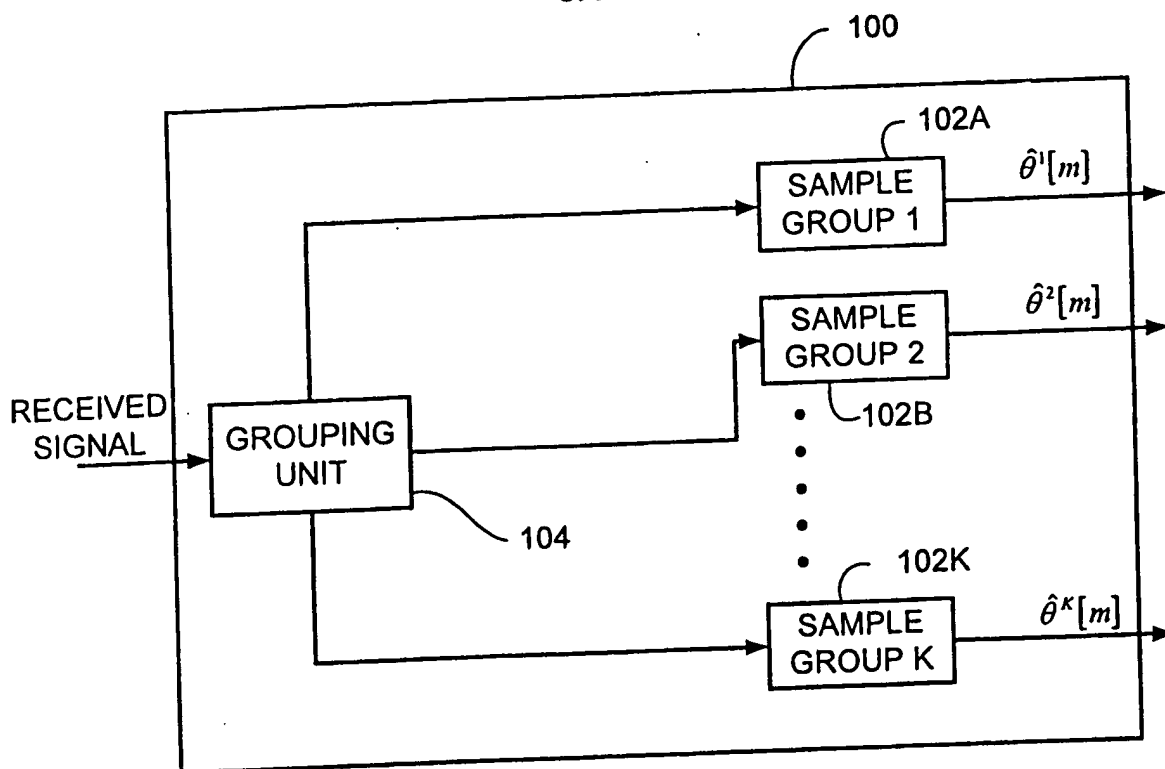 100
102A
SAMPLE
GROUP 1
θ̂¹[m]
SAMPLE
GROUP 2
θ̂²[m]
102B
RECEIVED
SIGNAL
GROUPING
UNIT
104
102K
SAMPLE
GROUP K
θ̂ᴷ[m]